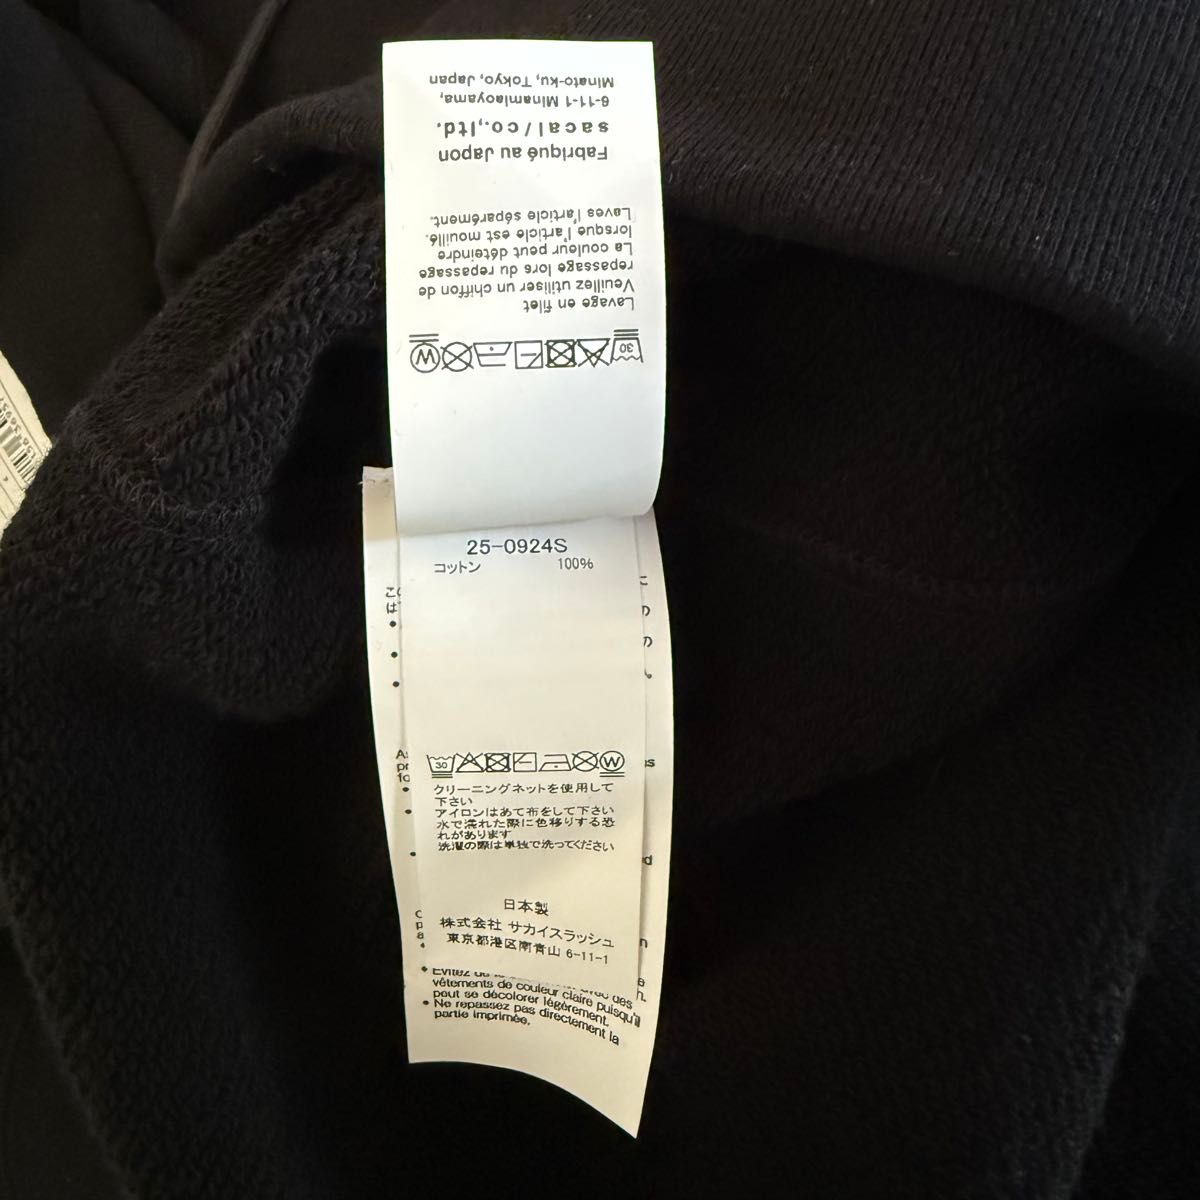 Lavage en filet
Veuillez utiliser un chiffon de
repassage lors du repassage
La couleur peut déteindre
lorsque l'article est mouillé.
Laves l'article séparément.
Fabriqué au Japon
sacaI/co.,ltd.
6-11-1 Minamiaoyama,
Minato-ku, Tokyo, Japan
30
W
25-0924S
コットン 100%
30
W
クリーニングネットを使用して
下さい
アイロンはあて布をして下さい
水で濡れた際に色移りする恐
れがあります
洗濯の際は単独で洗ってください
日本製
株式会社 サカイスラッシュ
東京都港区南青山 6-11-1
avec des
vêtements de couleur claire puisqu'il
peut se décolorer légèrement.
• Ne repassez pas directement la
partie imprimée.